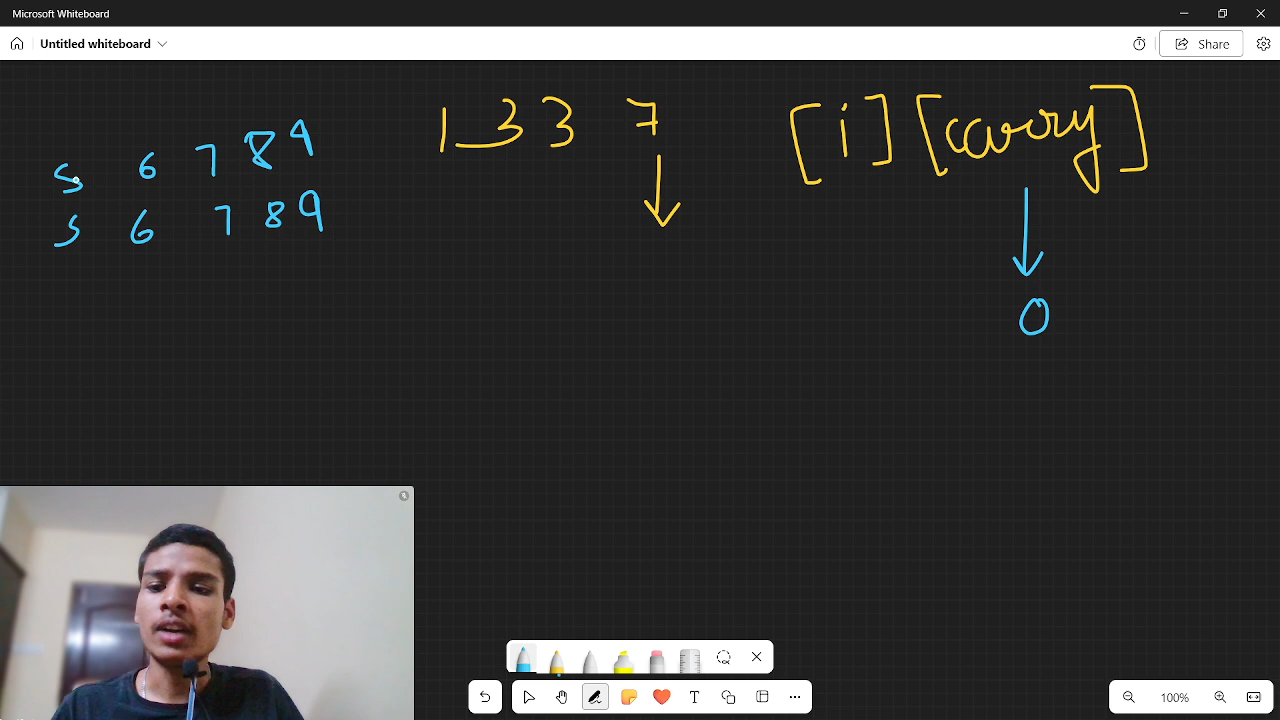 Microsoft Whiteboard
Untitled whiteboard
Share
1 3 3 7
[i][carry]
5 6 7 8 9
5 6 7 8 9
0
100%